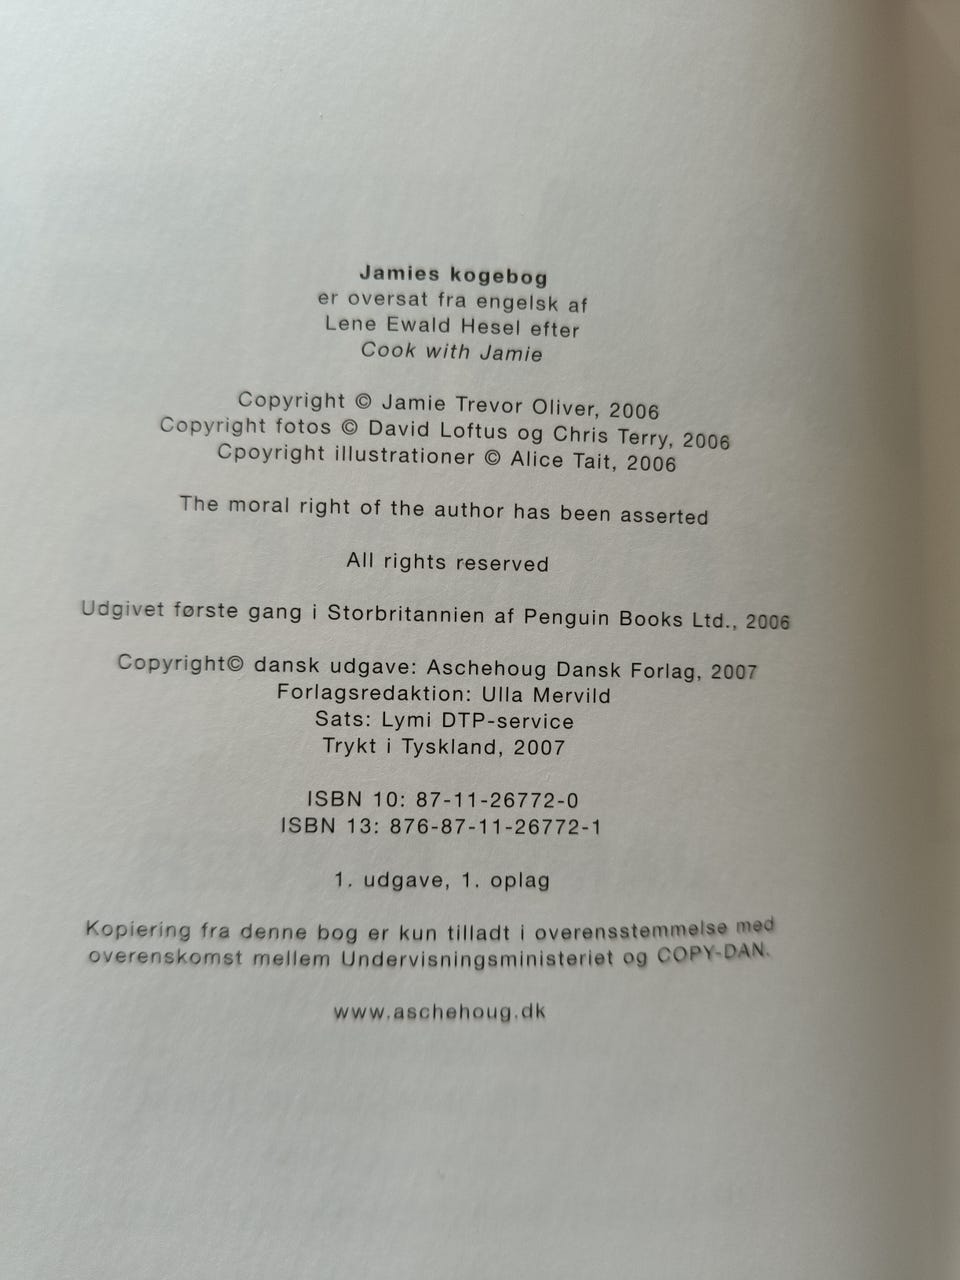 Jamies kogebog
er oversat fra engelsk af
Lene Ewald Hesel efter
Cook with Jamie
Copyright © Jamie Trevor Oliver, 2006
Copyright fotos © David Loftus og Chris Terry, 2006
Cpoyright illustrationer © Alice Tait, 2006
The moral right of the author has been asserted
All rights reserved
Udgivet første gang i Storbritannien af Penguin Books Ltd., 2006
Copyright© dansk udgave: Aschehoug Dansk Forlag, 2007
Forlagsredaktion: Ulla Mervild
Sats: Lymi DTP-service
Trykt i Tyskland, 2007
ISBN 10: 87-11-26772-0
ISBN 13: 876-87-11-26772-1
1. udgave, 1. oplag
Kopiering fra denne bog er kun tilladt i overensstemmelse med
overenskomst mellem Undervisningsministeriet og COPY-DAN.
www.aschehoug.dk